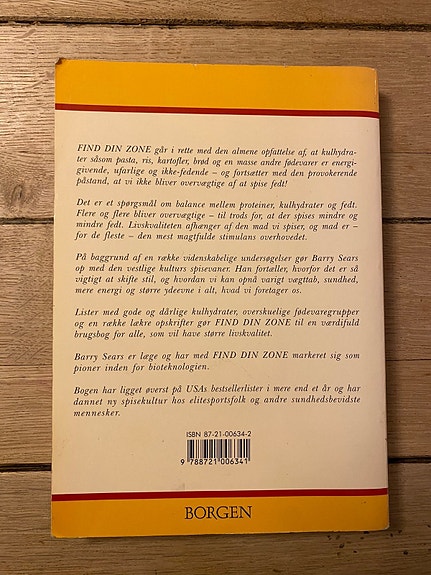 FIND DIN ZONE går i rette med den almene opfattelse af, at kulhydra-
ter såsom pasta, ris, kartofler, brød og en masse andre fødevarer er energi-
givende, ufarlige og ikke-fedende – og fortsætter med den provokerende
påstand, at vi ikke bliver overvægtige af at spise fedt!
Det er et spørgsmål om balance mellem proteiner, kulhydrater og fedt.
Flere og flere bliver overvægtige – til trods for, at der spises mindre og
mindre fedt. Livskvaliteten afhænger af den mad vi spiser, og mad er –
for de fleste – den mest magtfulde stimulans overhovedet.
På baggrund af en række videnskabelige undersøgelser gør Barry Sears
op med den vestlige kulturs spisevaner. Han fortæller, hvorfor det er så
vigtigt at skifte stil, og hvordan vi kan opnå varigt vægttab, sundhed,
mere energi og større ydeevne i alt, hvad vi foretager os.
Lister med gode og dårlige kulhydrater, overskuelige fødevaregrupper
og en række lækre opskrifter gør FIND DIN ZONE til en værdifuld
brugsbog for alle, som vil have større livskvalitet.
Barry Sears er læge og har med FIND DIN ZONE markeret sig som
pioner inden for bioteknologien.
Bogen har ligget øverst på USAs bestsellerlister i mere end et år og har
dannet ny spisekultur hos elitesportsfolk og andre sundhedsbevidste
mennesker.
ISBN 87-21-00634-2
9 788721 006341
BORGEN